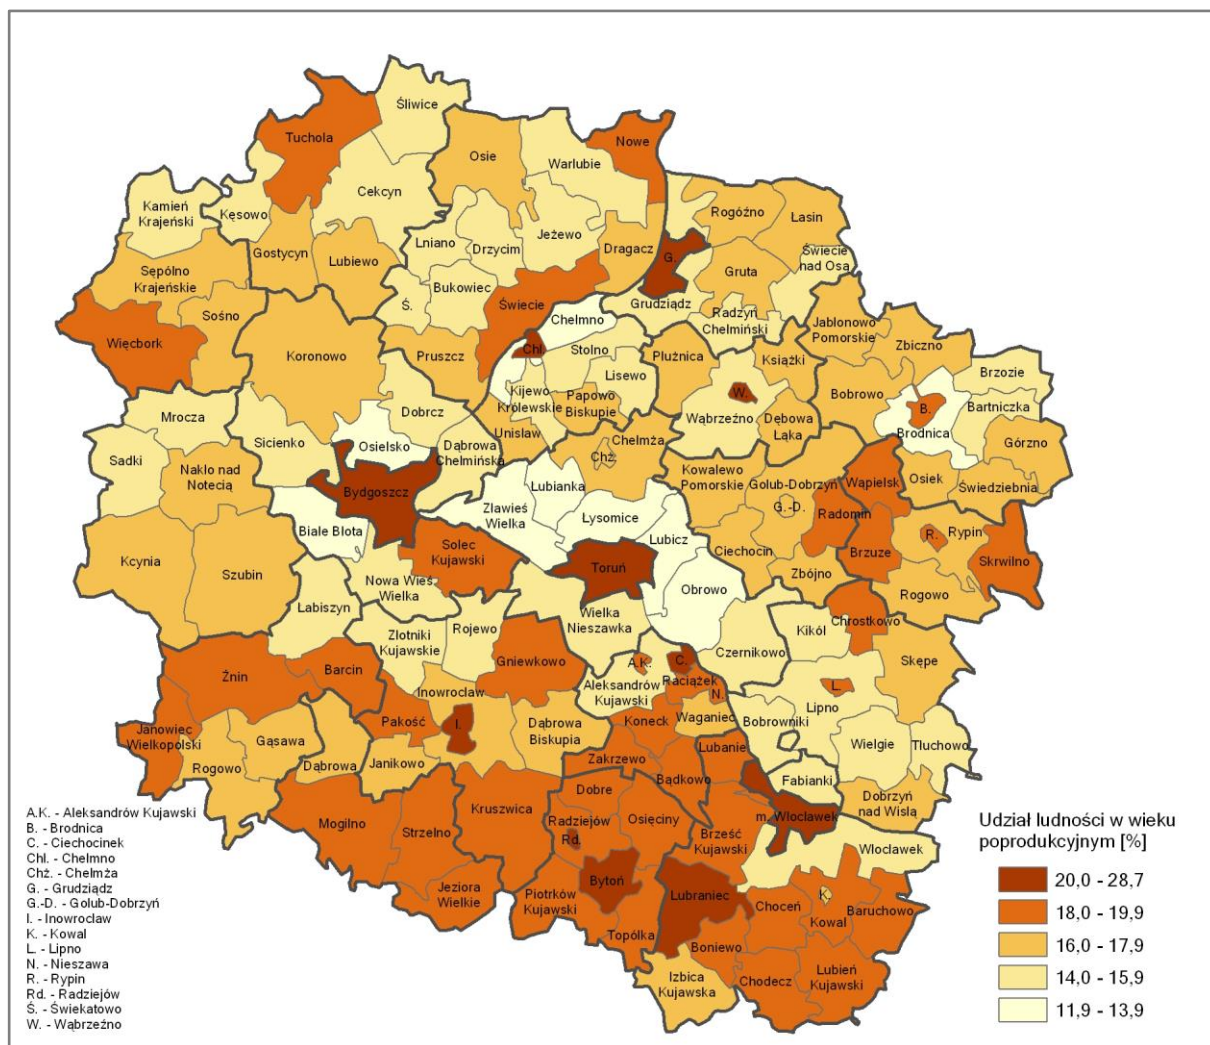 Śliwice
Tuchola
Nowe
Osie
Warlubie
Cekcyn
Kamień
Krajeński
Kęsowo
Rogóźno
Łasin
Lniano
Drzycim
Jeżewo
Gostycyn
Lubiewo
Dragacz
G.
Świecie
nad Osą
Sępólno
Krajeńskie
Gruta
Bukowiec
Ś.
Świecie
Grudziądz
Radzyń
Chełmiński
Sośno
Więcbork
Koronowo
Chełmno
Jabłonowo
Pomorskie
Zbiczno
Pruszcz
Chł.
Stolno
Płużnica
Książki
Brzozie
Lisewo
Kijewo
Królewskie
Papowo
Biskupie
W.
Bobrowo
Bartniczka
Mrocza
Dobrcz
Wąbrzeźno
Dębowa
Łąka
B.
Brodnica
Sicienko
Osielsko
Dąbrowa
Chełmińska
Unisław
Chełmża
Chż.
Górzno
Sadki
Nakło nad
Notecią
Kowalewo
Pomorskie
Golub-Dobrzyń
Wąpielsk
Osiek
Świedziebnia
Bydgoszcz
Łubianka
Zławieś
Wielka
Łysomice
G.-D.
Radomin
Białe Błota
Solec
Kujawski
Lubicz
Ciechocin
Brzuze
R.
Rypin
Skrwilno
Kcynia
Szubin
Toruń
Zbójno
Nowa Wieś
Wielka
Obrowo
Rogowo
Łabiszyn
Wielka
Nieszawka
Złotniki
Kujawskie
Rojewo
Kikół
Chrostkowo
Czernikowo
Skępe
Żnin
Barcin
Gniewkowo
A.K.
C.
Raciążek
Aleksandrów
Kujawski
N.
L.
Lipno
Inowrocław
Janowiec
Wielkopolski
Gąsawa
Pakość
I.
Dąbrowa
Biskupia
Koneck
Waganiec
Bobrowniki
Wielgie
Tłuchowo
Rogowo
Dąbrowa
Janikowo
Zakrzewo
Lubanie
Bądkowo
Fabianki
Dobre
Dobrzyń
nad Wisłą
Mogilno
Strzelno
Kruszwica
Radziejów
Rd.
Osięciny
Brześć
Kujawski
m. Włocławek
Włocławek
Jeziora
Wielkie
Piotrków
Kujawski
Bytoń
Lubraniec
Choceń
K.
Kowal
Baruchowo
Topólka
Boniewo
Izbica
Kujawska
Chodecz
Lubień
Kujawski
A.K. - Aleksandrów Kujawski
B. - Brodnica
C. - Ciechocinek
Chł. - Chełmno
Chż. - Chełmża
G. - Grudziądz
G.-D. - Golub-Dobrzyń
I. - Inowrocław
K. - Kowal
L. - Lipno
N. - Nieszawa
R. - Rypin
Rd. - Radziejów
Ś. - Świekatowo
W. - Wąbrzeźno
Udział ludności w wieku
poprodukcyjnym [%]
20,0 - 28,7
18,0 - 19,9
16,0 - 17,9
14,0 - 15,9
11,9 - 13,9